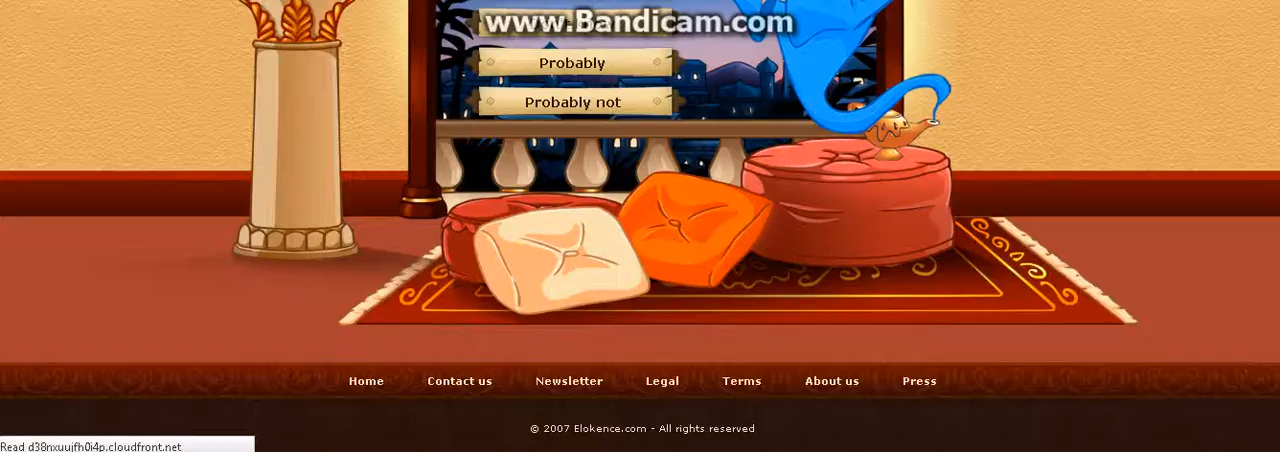 www.Bandicam.com
Probably
Probably not
Home Contact us Newsletter Legal Terms About us Press
© 2007 Elokence.com - All rights reserved
Read d38nxuujfh0i4p.cloudfront.net